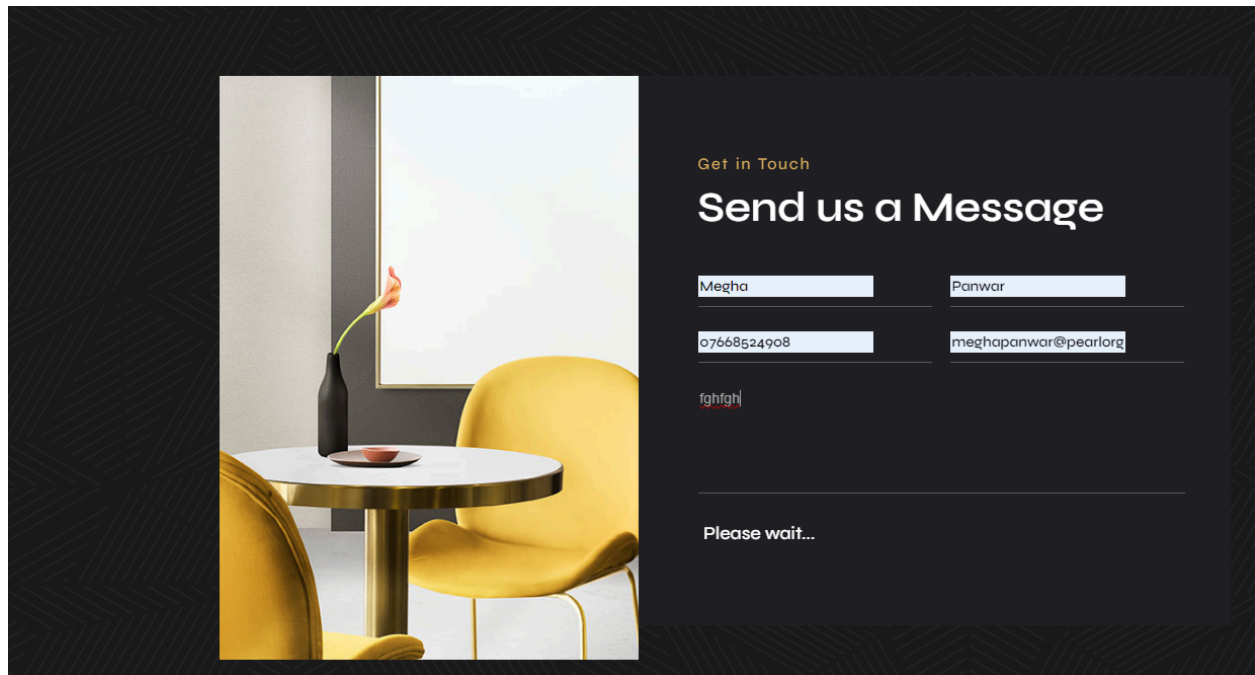 Get in Touch
Send us a Message
Megha Panwar
07668524908 meghapanwar@pearlorg
fghfgh
Please wait...